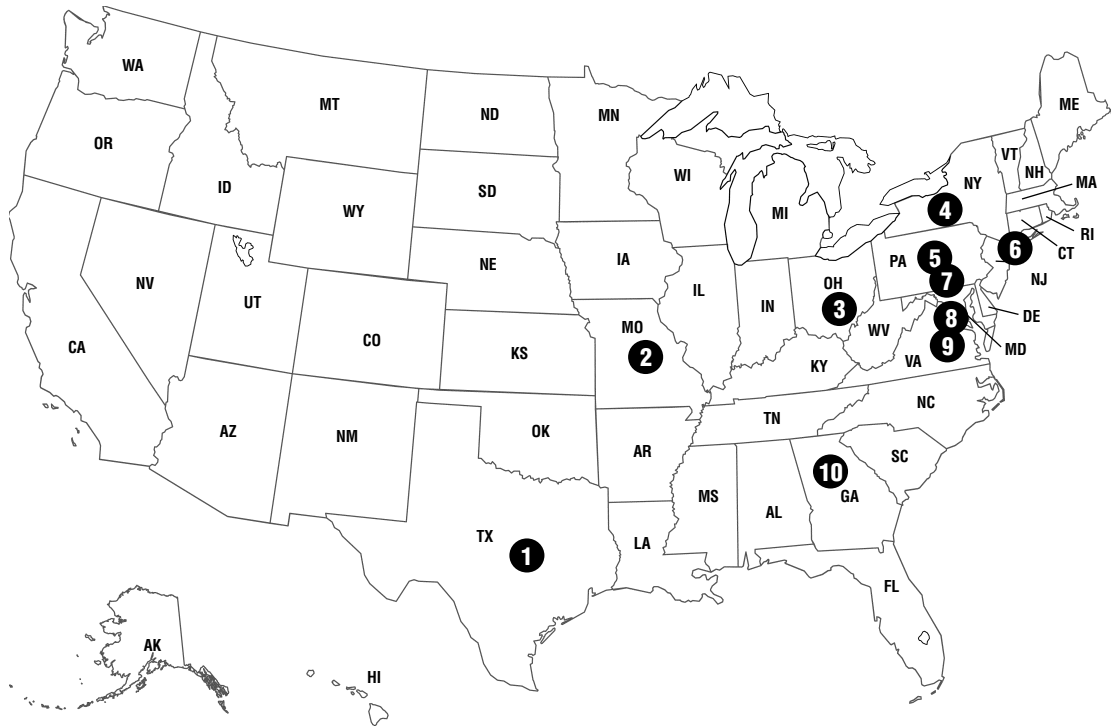 WA
MT
ND
MN
ME
OR
ID
SD
WI
VT
NH
NY
MA
WY
MI
4
RI
6
CT
IA
NE
PA
5
NV
UT
IL
IN
OH
7
NJ
3
8
DE
CA
CO
KS
MO
2
WV
VA
9
MD
KY
AZ
NM
OK
TN
NC
AR
SC
10
GA
MS
AL
TX
1
LA
FL
AK
HI